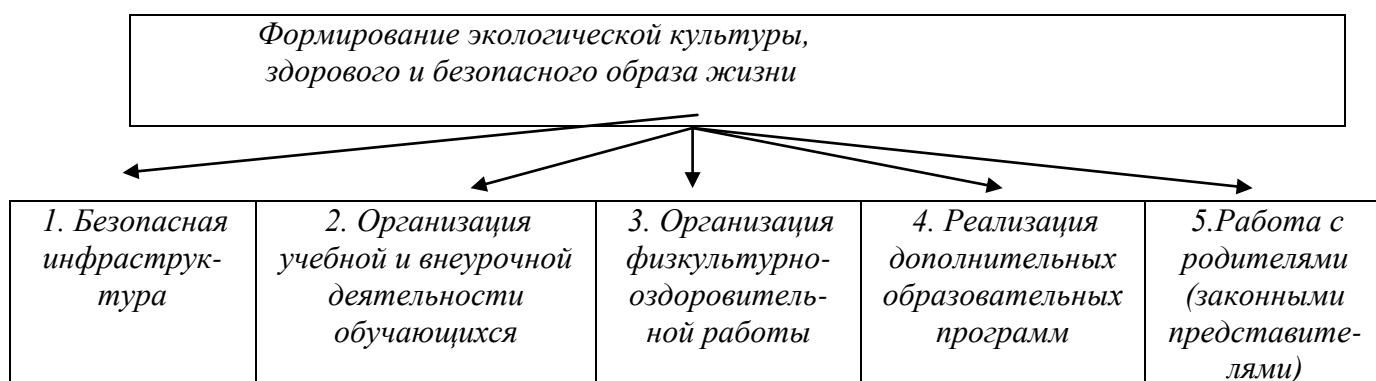 Формирование экологической культуры,
здорового и безопасного образа жизни
1. Безопасная
инфраструк-
тура
2. Организация
учебной и внеурочной
деятельности
обучающихся
3. Организация
физкультурно-
оздоровитель-
ной работы
4. Реализация
дополнительных
образовательных
программ
5.Работа с
родителями
(законными
представите-
лями)